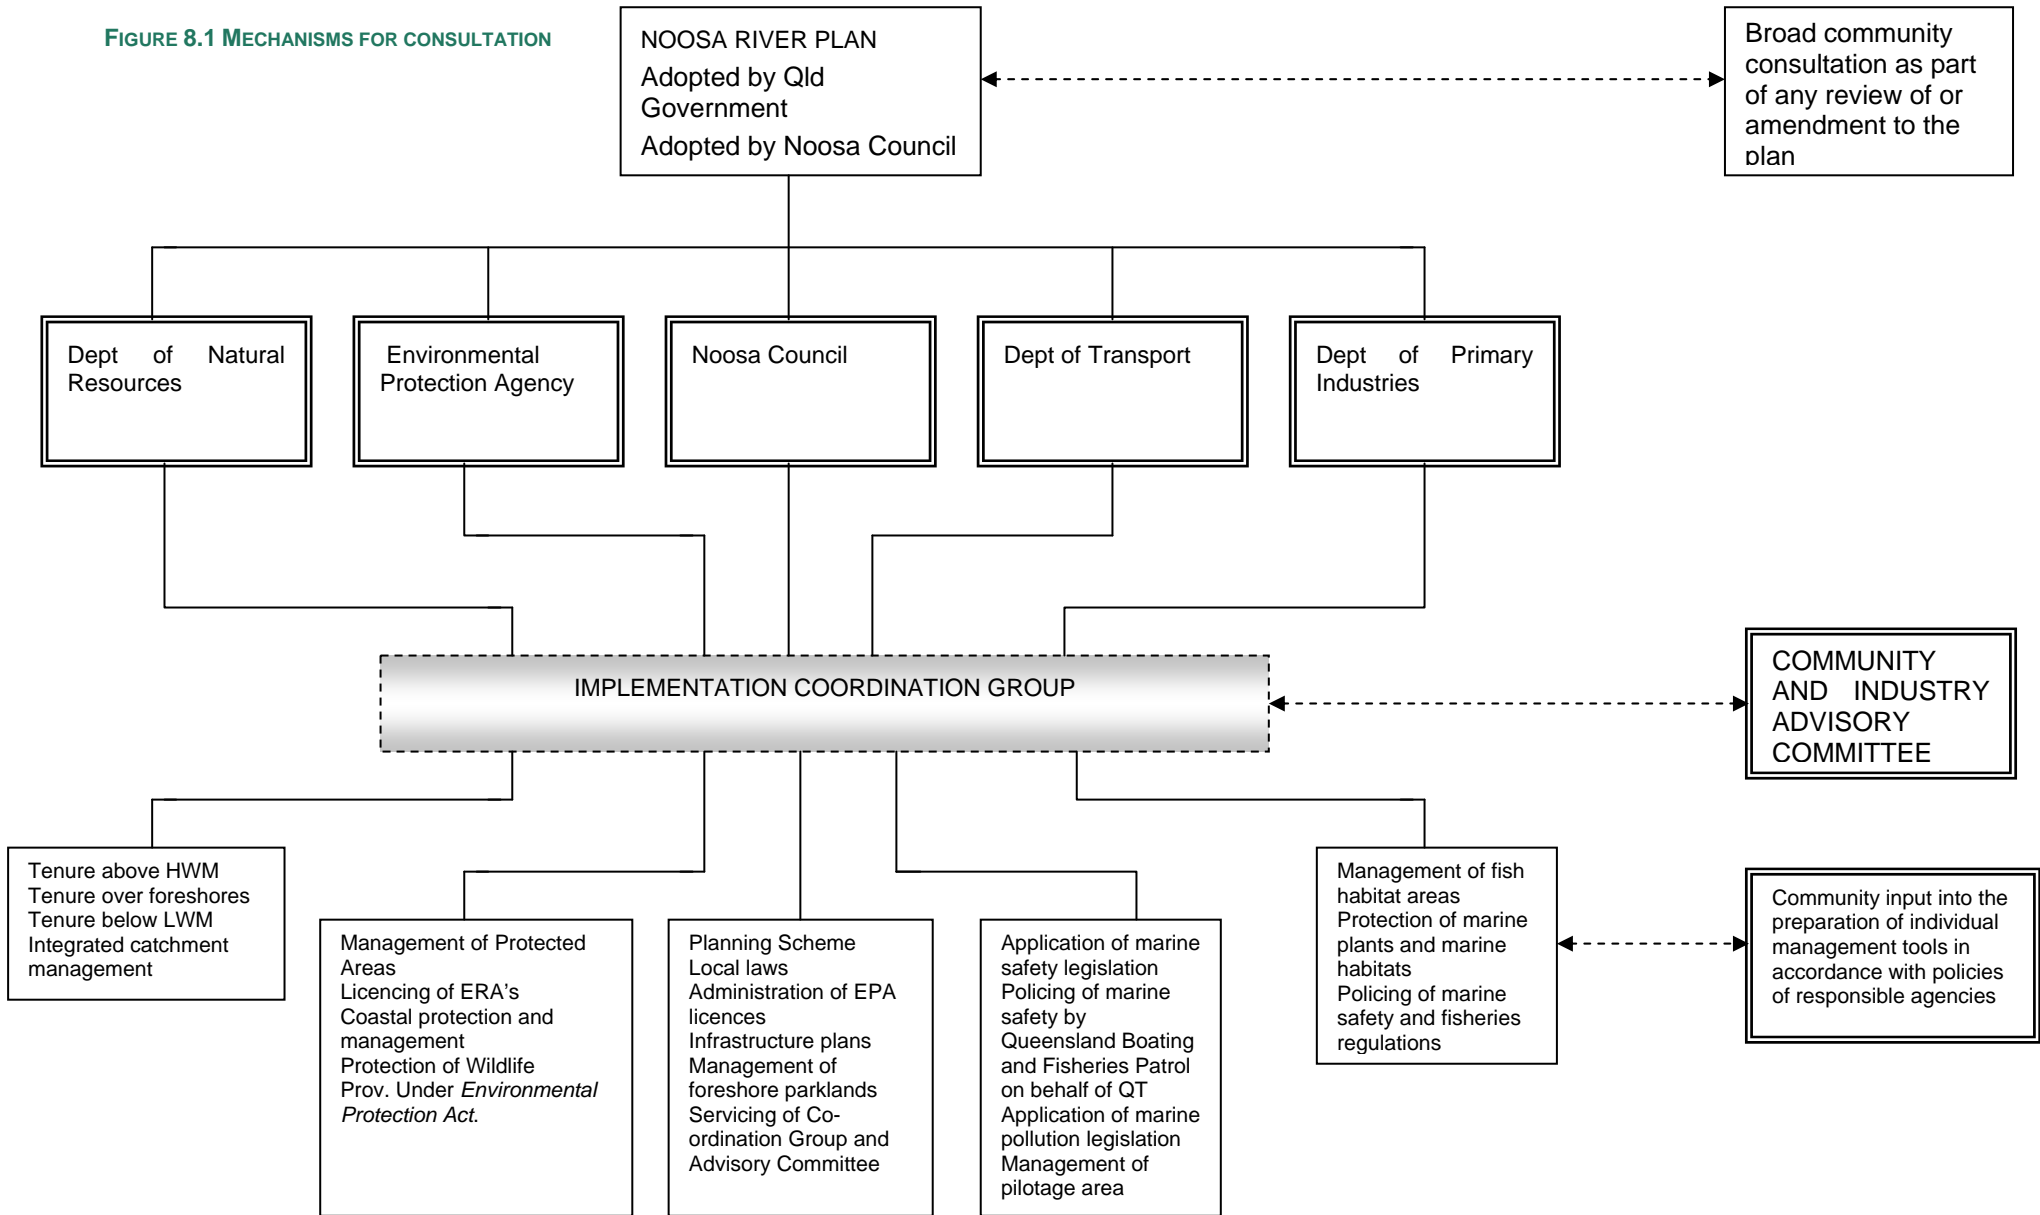 FIGURE 8.1 MECHANISMS FOR CONSULTATION
NOOSA RIVER PLAN
Adopted by Qld
Government
Adopted by Noosa Council
Broad community
consultation as part
of any review of or
amendment to the
plan
Dept of Natural
Resources
Environmental
Protection Agency
Noosa Council
Dept of Transport
Dept of Primary
Industries
IMPLEMENTATION COORDINATION GROUP
COMMUNITY
AND INDUSTRY
ADVISORY
COMMITTEE
Tenure above HWM
Tenure over foreshores
Tenure below LWM
Integrated catchment
management
Management of Protected
Areas
Licencing of ERA's
Coastal protection and
management
Protection of Wildlife
Prov. Under Environmental
Protection Act.
Planning Scheme
Local laws
Administration of EPA
licences
Infrastructure plans
Management of
foreshore parklands
Servicing of Co-
ordination Group and
Advisory Committee
Application of marine
safety legislation
Policing of marine
safety by
Queensland Boating
and Fisheries Patrol
on behalf of QT
Application of marine
pollution legislation
Management of
pilotage area
Management of fish
habitat areas
Protection of marine
plants and marine
habitats
Policing of marine
safety and fisheries
regulations
Community input into the
preparation of individual
management tools in
accordance with policies
of responsible agencies